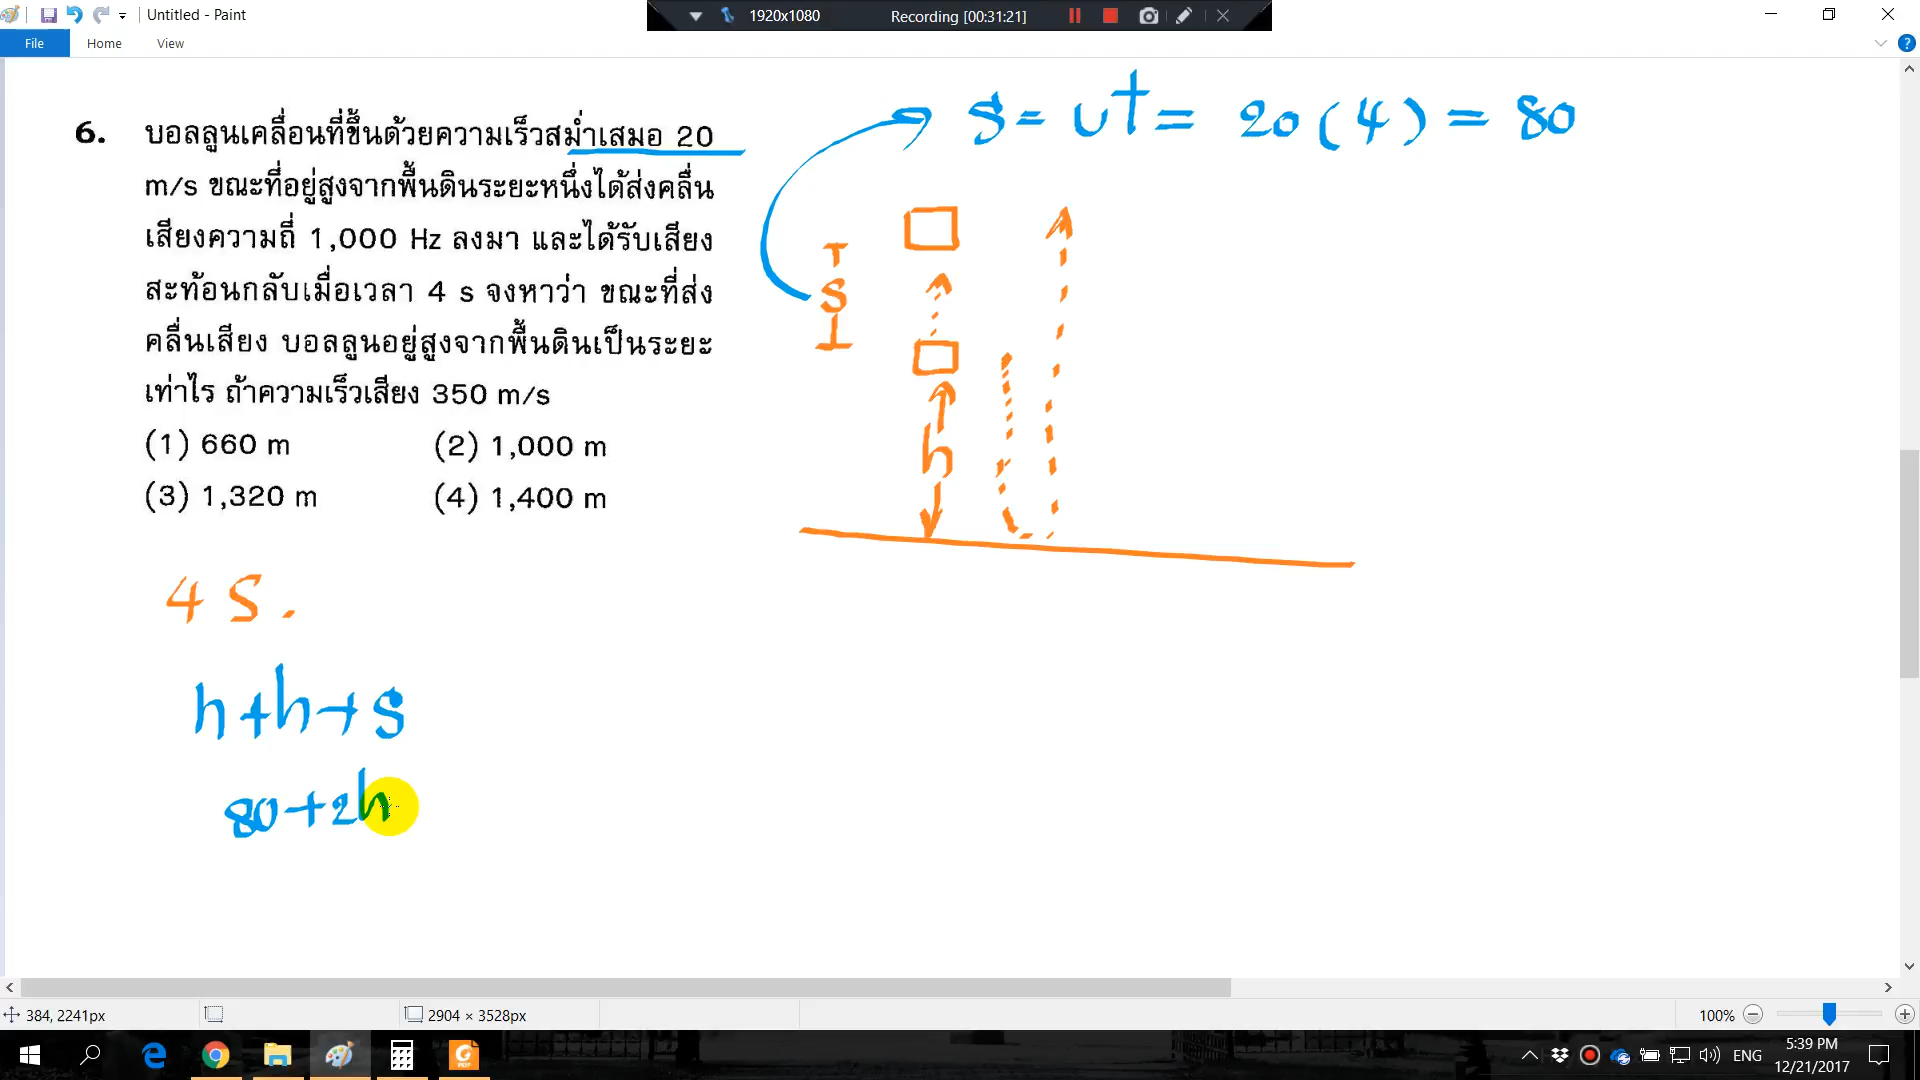 Untitled - Paint
1920x1080
Recording [00:31:21]
File
Home
View
s = ut = 20 (4) = 80
6. บอลลูนเคลื่อนที่ขึ้นด้วยความเร็วสม่ำเสมอ 20
m/s ขณะที่อยู่สูงจากพื้นดินระยะหนึ่งได้ส่งคลื่น
เสียงความถี่ 1,000 Hz ลงมา และได้รับเสียง
สะท้อนกลับเมื่อเวลา 4 s จงหาว่า ขณะที่ส่ง
คลื่นเสียง บอลลูนอยู่สูงจากพื้นดินเป็นระยะ
เท่าไร ถ้าความเร็วเสียง 350 m/s
(1) 660 m
(2) 1,000 m
(3) 1,320 m
(4) 1,400 m
S
h
4 S.
h+h+s
80+2h
384, 2241px
2904 × 3528px
100%
ENG
5:39 PM
12/21/2017